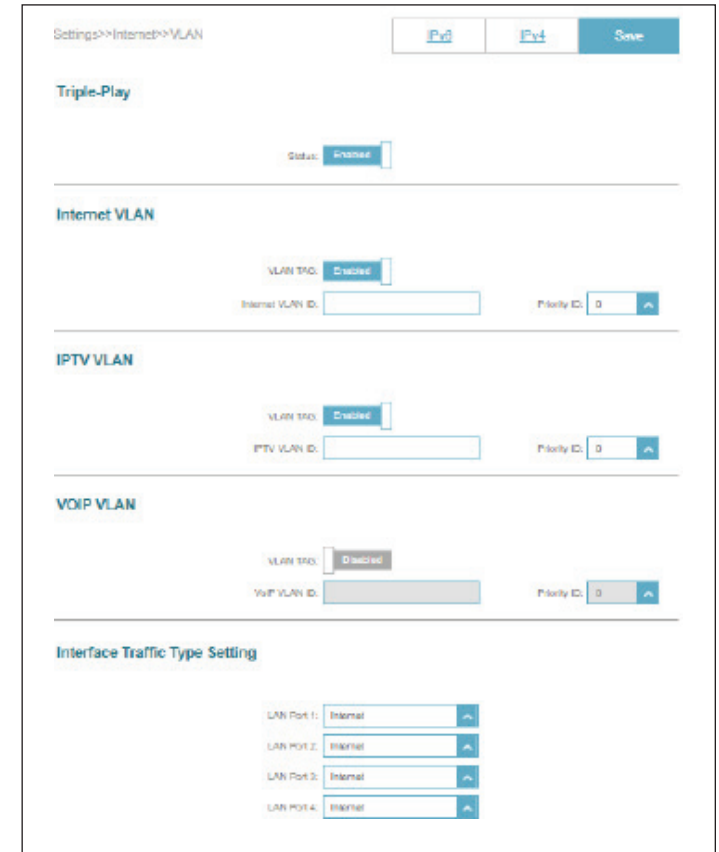 Settings>>Internet>>VLAN IPv6 IPv4 Save
Triple-Play
Status: Enabled
Internet VLAN
VLAN TAG: Enabled
Internet VLAN ID: Priority ID: 0
IPTV VLAN
VLAN TAG: Enabled
IPTV VLAN ID: Priority ID: 0
VOIP VLAN
VLAN TAG: Disabled
VoIP VLAN ID: Priority ID: 0
Interface Traffic Type Setting
LAN Port 1: Internet
LAN Port 2: Internet
LAN Port 3: Internet
LAN Port 4: Internet